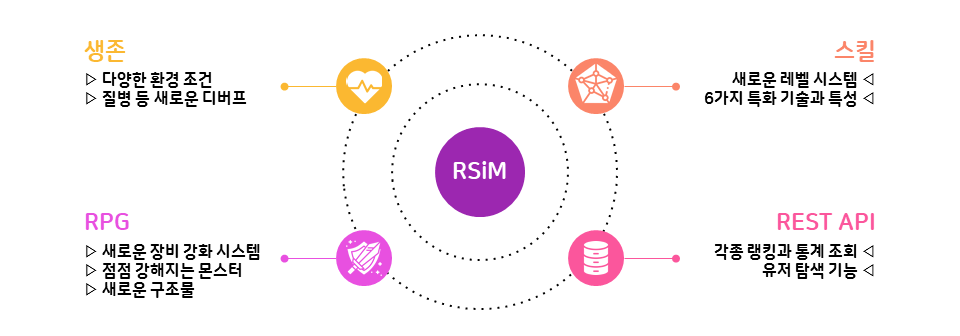 생존
▷ 다양한 환경 조건
▷ 질병 등 새로운 디버프
스킬
새로운 레벨 시스템 ◁
6가지 특화 기술과 특성 ◁
RSiM
RPG
▷ 새로운 장비 강화 시스템
▷ 점점 강해지는 몬스터
▷ 새로운 구조물
REST API
각종 랭킹과 통계 조회 ◁
유저 탐색 기능 ◁